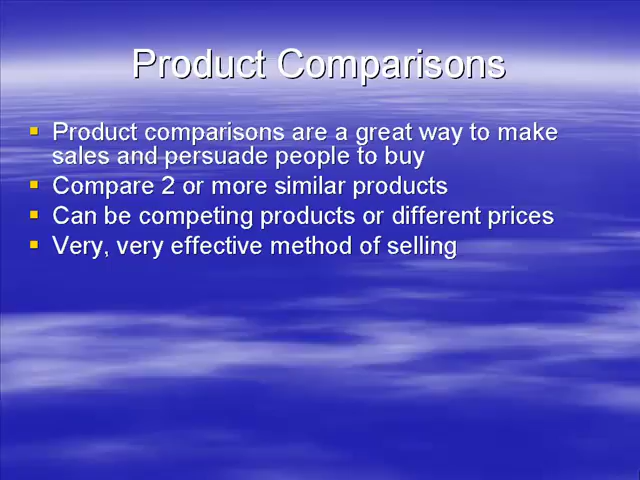 Product Comparisons
Product comparisons are a great way to make
sales and persuade people to buy
Compare 2 or more similar products
Can be competing products or different prices
Very, very effective method of selling